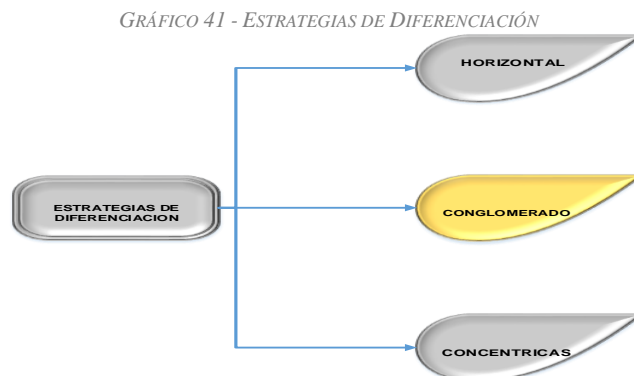 GRÁFICO 41 - ESTRATEGIAS DE DIFERENCIACIÓN
HORIZONTAL
ESTRATEGIAS DE
DIFERENCIACION
CONGLOMERADO
CONCENTRICAS